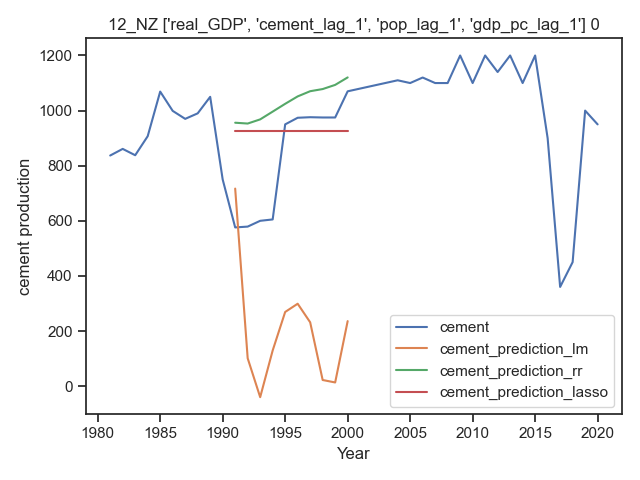 12_NZ ['real_GDP', 'cement_lag_1', 'pop_lag_1', 'gdp_pc_lag_1'] 0
1200
1000
800
600
400
200
0
cement production
cement
cement_prediction_lm
cement_prediction_rr
cement_prediction_lasso
1980 1985 1990 1995 2000 2005 2010 2015 2020
Year